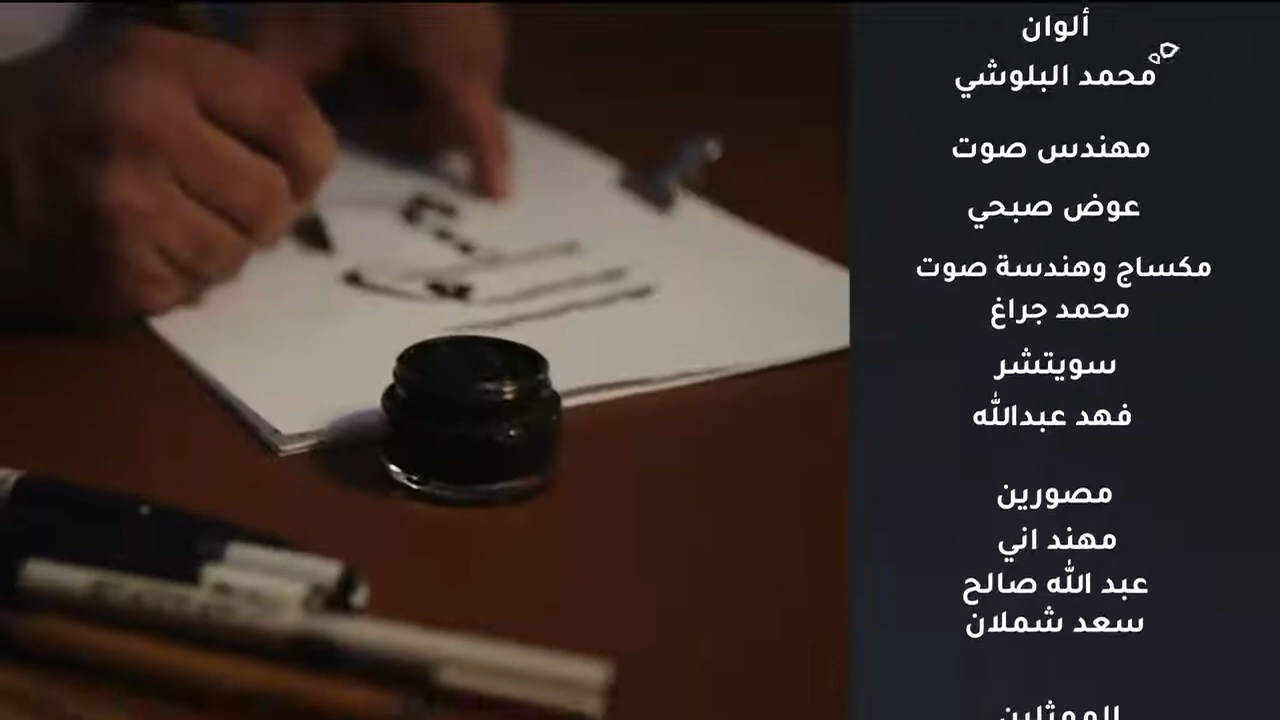 ألوان
محمد البلوشي
مهندس صوت
عوض صبحي
مكساج وهندسة صوت
محمد جراغ
سويتشر
فهد عبدالله
مصورين
مهند اني
عبد الله صالح
سعد شملان
الممثلين